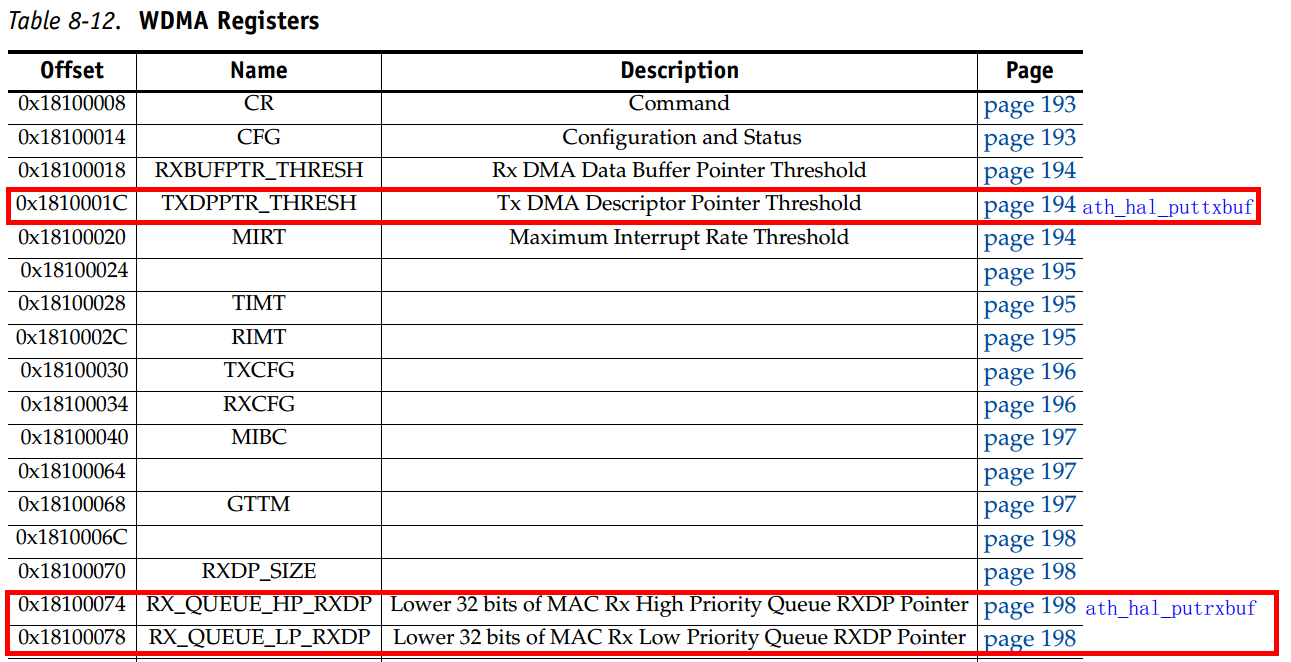 Table 8-12. WDMA Registers
Offset Name Description Page
0x18100008 CR Command page 193
0x18100014 CFG Configuration and Status page 193
0x18100018 RXBUFPTR_THRESH Rx DMA Data Buffer Pointer Threshold page 194
0x1810001C TXDPPTR_THRESH Tx DMA Descriptor Pointer Threshold page 194 ath_hal_puttxbuf
0x18100020 MIRT Maximum Interrupt Rate Threshold page 194
0x18100024 page 195
0x18100028 TIMT page 195
0x1810002C RIMT page 195
0x18100030 TXCFG page 196
0x18100034 RXCFG page 196
0x18100040 MIBC page 197
0x18100064 page 197
0x18100068 GTTM page 197
0x1810006C page 198
0x18100070 RXDP_SIZE page 198
0x18100074 RX_QUEUE_HP_RXDP Lower 32 bits of MAC Rx High Priority Queue RXDP Pointer page 198 ath_hal_putrxbuf
0x18100078 RX_QUEUE_LP_RXDP Lower 32 bits of MAC Rx Low Priority Queue RXDP Pointer page 198